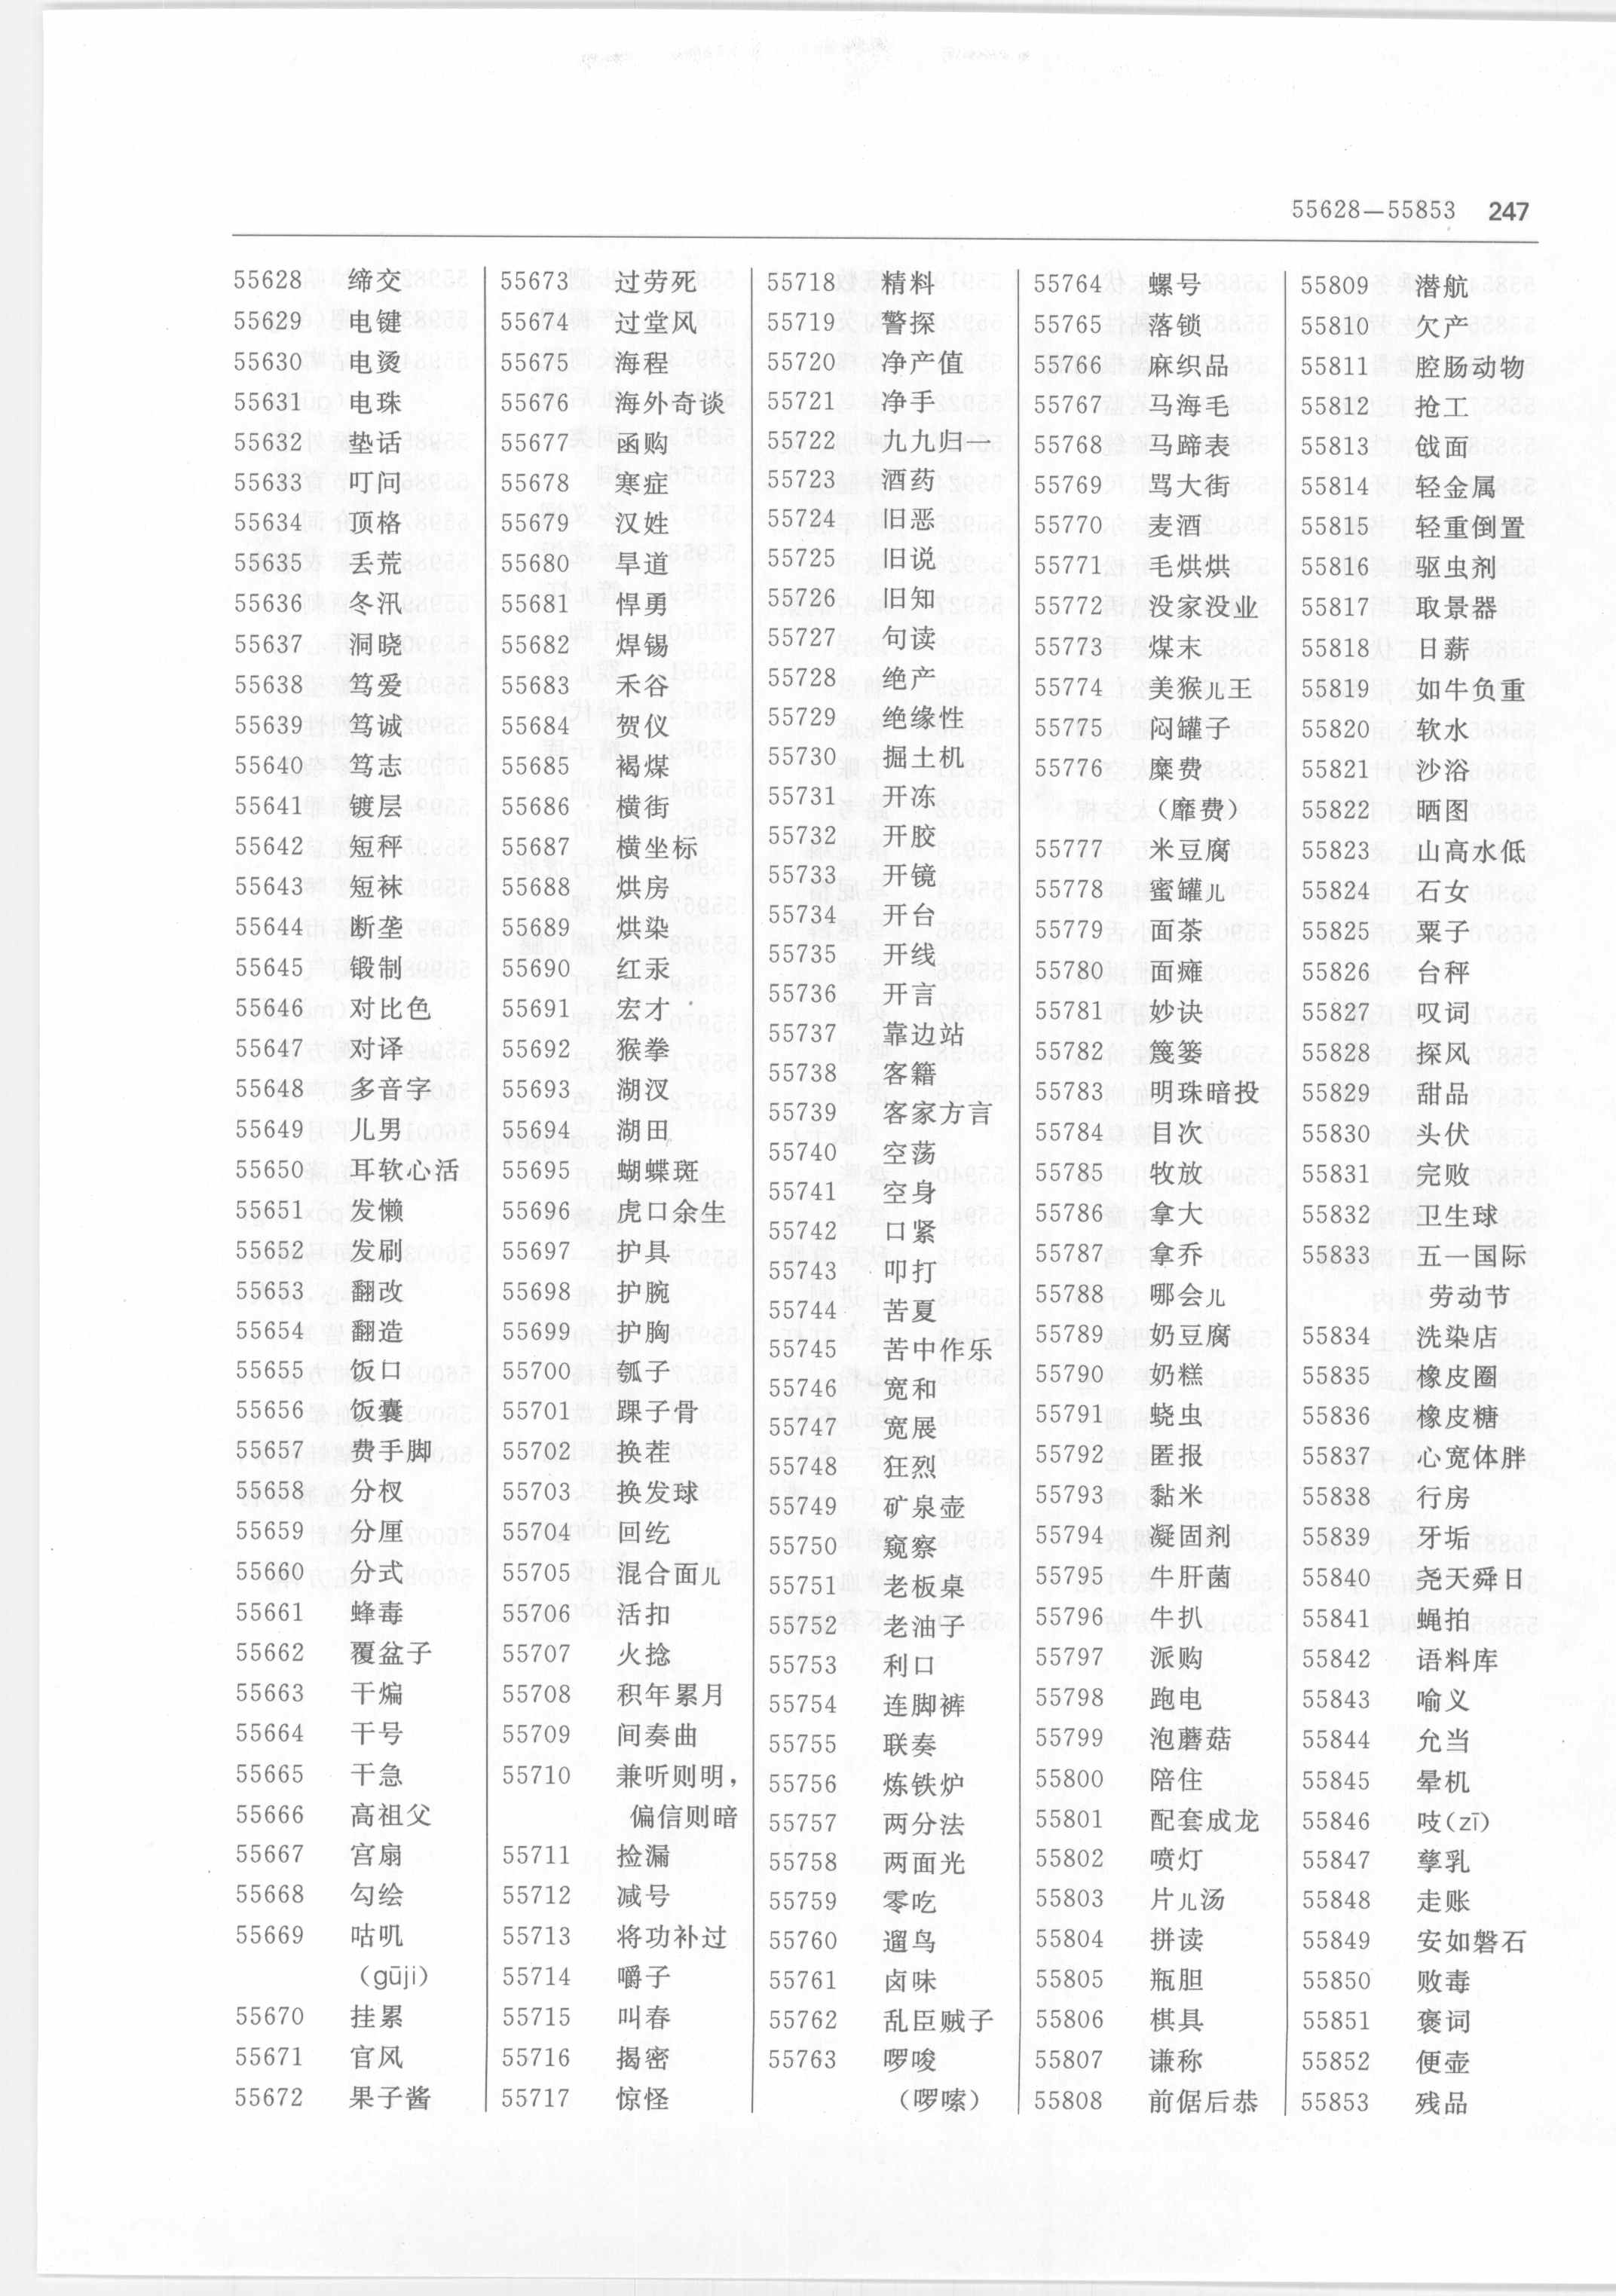 55628—55853 247
55628 缔交
55629 电键
55630 电烫
55631 电珠
55632 垫话
55633 叮问
55634 顶格
55635 丢荒
55636 冬汛
55637 洞晓
55638 笃爱
55639 笃诚
55640 笃志
55641 镀层
55642 短秤
55643 短袜
55644 断垄
55645 锻制
55646 对比色
55647 对译
55648 多音字
55649 儿男
55650 耳软心活
55651 发懒
55652 发刷
55653 翻改
55654 翻造
55655 饭口
55656 饭囊
55657 费手脚
55658 分杈
55659 分厘
55660 分式
55661 蜂毒
55662 覆盆子
55663 干煸
55664 干号
55665 干急
55666 高祖父
55667 宫扇
55668 勾绘
55669 咕叽
（gūji）
55670 挂累
55671 官风
55672 果子酱
55673 过劳死
55674 过堂风
55675 海程
55676 海外奇谈
55677 函购
55678 寒症
55679 汉姓
55680 旱道
55681 悍勇
55682 焊锡
55683 禾谷
55684 贺仪
55685 褐煤
55686 横街
55687 横坐标
55688 烘房
55689 烘染
55690 红汞
55691 宏才
55692 猴拳
55693 湖汊
55694 湖田
55695 蝴蝶斑
55696 虎口余生
55697 护具
55698 护腕
55699 护胸
55700 瓠子
55701 踝子骨
55702 换茬
55703 换发球
55704 回纥
55705 混合面儿
55706 活扣
55707 火捻
55708 积年累月
55709 间奏曲
55710 兼听则明，
偏信则暗
55711 捡漏
55712 减号
55713 将功补过
55714 嚼子
55715 叫春
55716 揭密
55717 惊怪
55718 精料
55719 警探
55720 净产值
55721 净手
55722 九九归一
55723 酒药
55724 旧恶
55725 旧说
55726 旧知
55727 句读
55728 绝产
55729 绝缘性
55730 掘土机
55731 开冻
55732 开胶
55733 开镜
55734 开台
55735 开线
55736 开言
55737 靠边站
55738 客籍
55739 客家方言
55740 空荡
55741 空身
55742 口紧
55743 叩打
55744 苦夏
55745 苦中作乐
55746 宽和
55747 宽展
55748 狂烈
55749 矿泉壶
55750 窥察
55751 老板桌
55752 老油子
55753 利口
55754 连脚裤
55755 联奏
55756 炼铁炉
55757 两分法
55758 两面光
55759 零吃
55760 遛鸟
55761 卤味
55762 乱臣贼子
55763 啰唆
（啰嗦）
55764 螺号
55765 落锁
55766 麻织品
55767 马海毛
55768 马蹄表
55769 骂大街
55770 麦酒
55771 毛烘烘
55772 没家没业
55773 煤末
55774 美猴儿王
55775 闷罐子
55776 糜费
（靡费）
55777 米豆腐
55778 蜜罐儿
55779 面茶
55780 面瘫
55781 妙诀
55782 篾篓
55783 明珠暗投
55784 目次
55785 牧放
55786 拿大
55787 拿乔
55788 哪会儿
55789 奶豆腐
55790 奶糕
55791 蛲虫
55792 匿报
55793 黏米
55794 凝固剂
55795 牛肝菌
55796 牛扒
55797 派购
55798 跑电
55799 泡蘑菇
55800 陪住
55801 配套成龙
55802 喷灯
55803 片儿汤
55804 拼读
55805 瓶胆
55806 棋具
55807 谦称
55808 前倨后恭
55809 潜航
55810 欠产
55811 腔肠动物
55812 抢工
55813 戗面
55814 轻金属
55815 轻重倒置
55816 驱虫剂
55817 取景器
55818 日薪
55819 如牛负重
55820 软水
55821 沙浴
55822 晒图
55823 山高水低
55824 石女
55825 粟子
55826 台秤
55827 叹词
55828 探风
55829 甜品
55830 头伏
55831 完败
55832 卫生球
55833 五一国际
劳动节
55834 洗染店
55835 橡皮圈
55836 橡皮糖
55837 心宽体胖
55838 行房
55839 牙垢
55840 尧天舜日
55841 蝇拍
55842 语料库
55843 喻义
55844 允当
55845 晕机
55846 吱（zī）
55847 孳乳
55848 走账
55849 安如磐石
55850 败毒
55851 褒词
55852 便壶
55853 残品